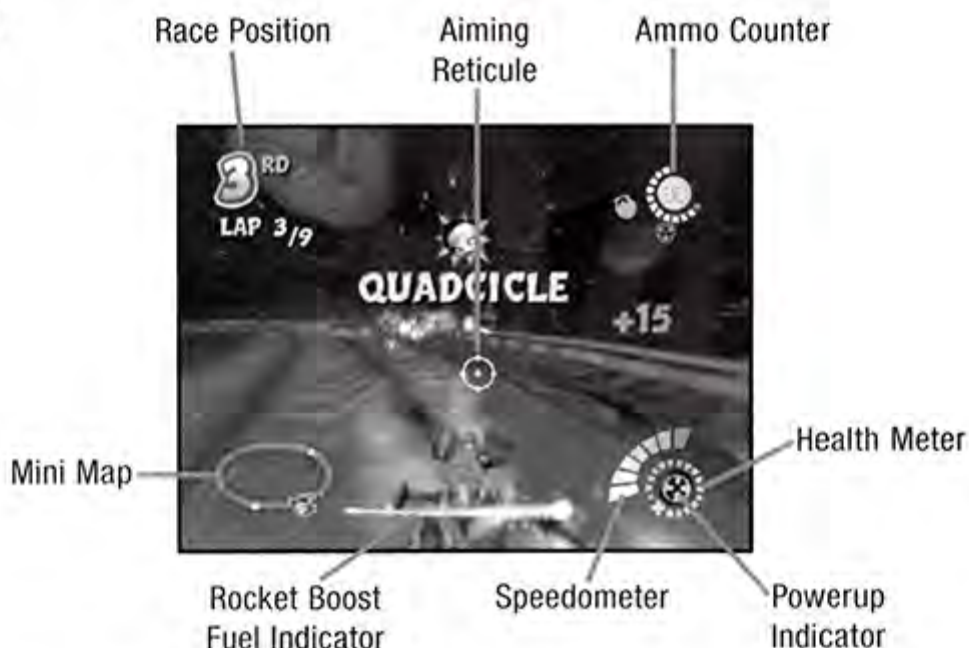 Race Position
Aiming
Reticule
Ammo Counter
3RD
LAP 3/9
QUADCICLE
+15
Mini Map
Health Meter
Rocket Boost
Fuel Indicator
Speedometer
Powerup
Indicator